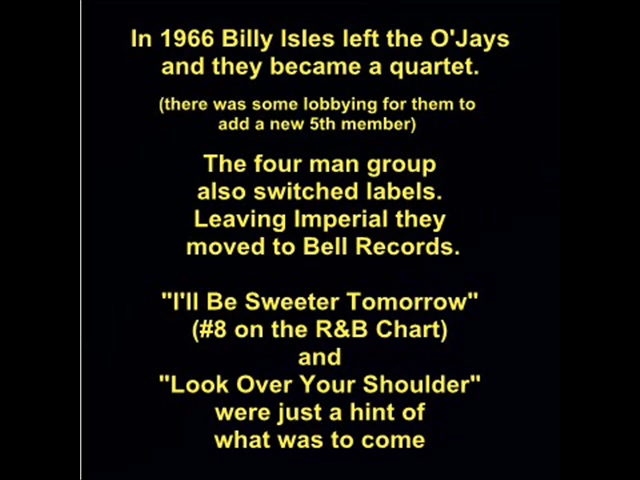 In 1966 Billy Isles left the O'Jays
and they became a quartet.
(there was some lobbying for them to
add a new 5th member)
The four man group
also switched labels.
Leaving Imperial they
moved to Bell Records.
"I'll Be Sweeter Tomorrow"
(#8 on the R&B Chart)
and
"Look Over Your Shoulder"
were just a hint of
what was to come